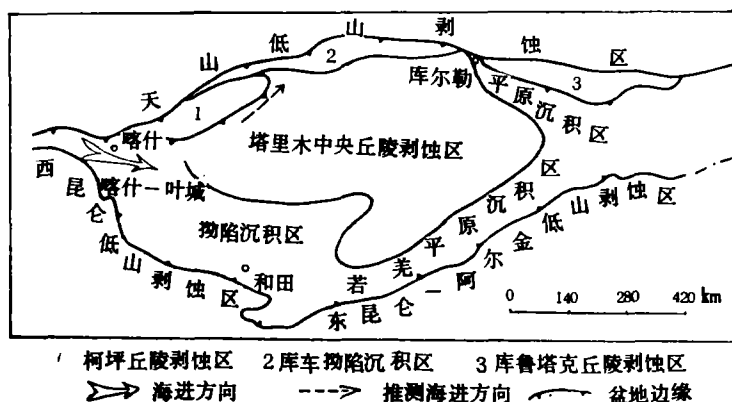 天山低山剥蚀区
2
库尔勒
平原沉积区
3
1
喀什
塔里木中央丘陵剥蚀区
喀什-叶城
拗陷沉积区
西昆仑低山剥蚀区
和田
若羌平原沉积区
东昆仑-阿尔金低山剥蚀区
0 140 280 420 km
1 柯坪丘陵剥蚀区 2库车拗陷沉积区 3 库鲁塔克丘陵剥蚀区
海进方向 推测海进方向 盆地边缘